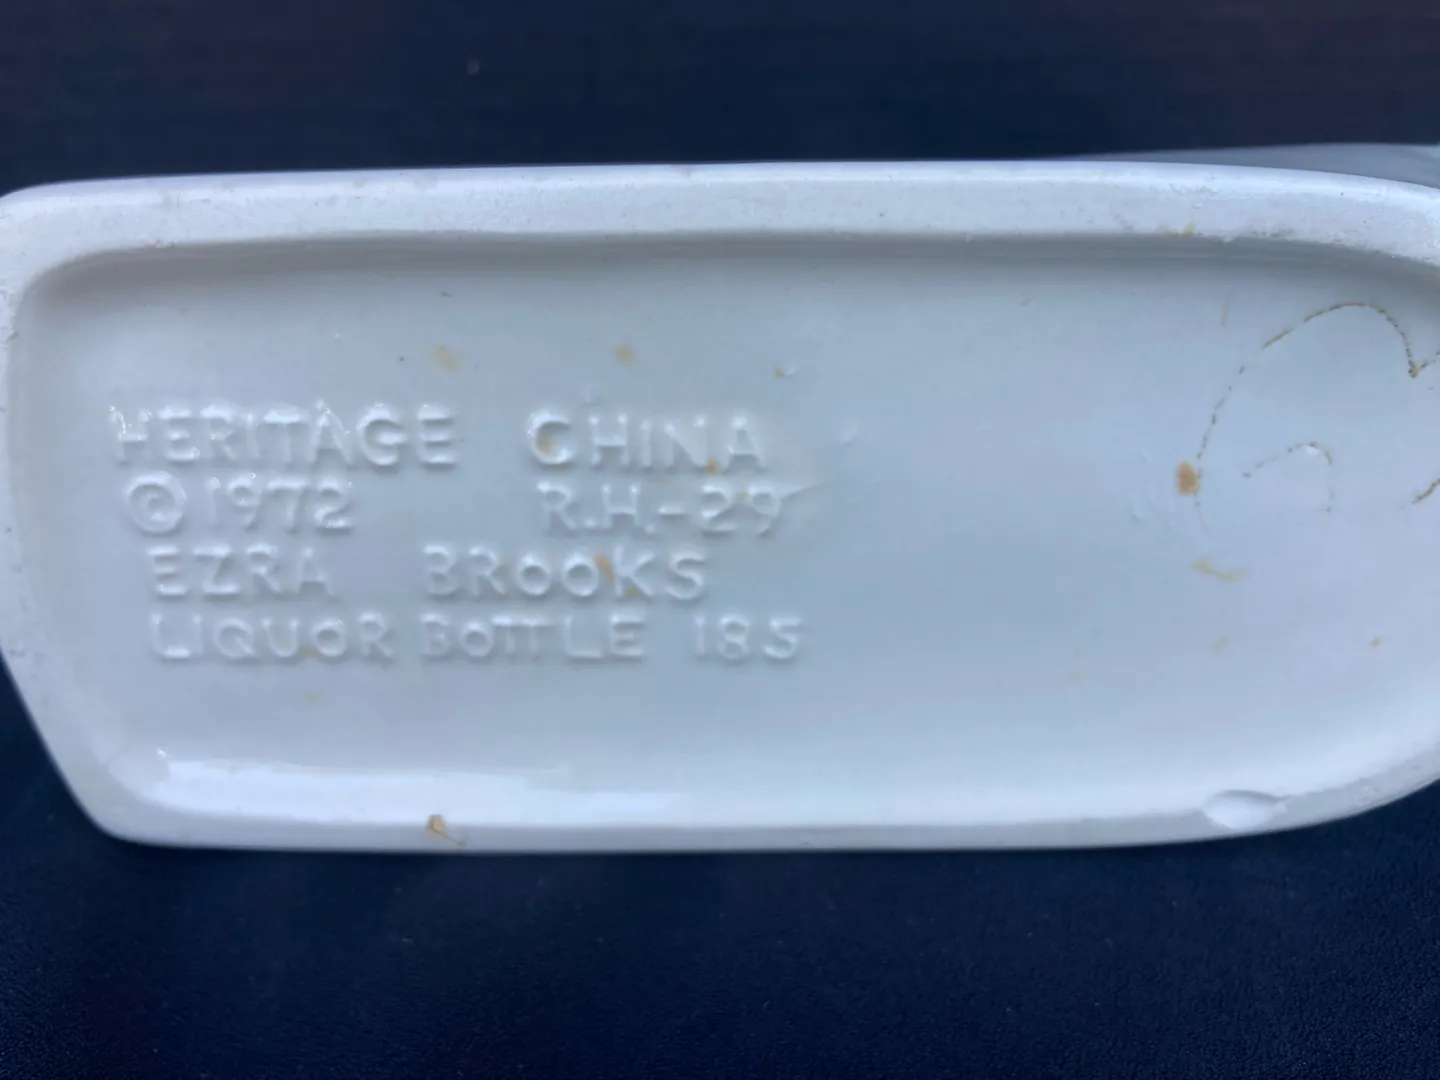 HERITAGE CHINA
© 1972 R.H.-29
EZRA BROOKS
LIQUOR BOTTLE 185